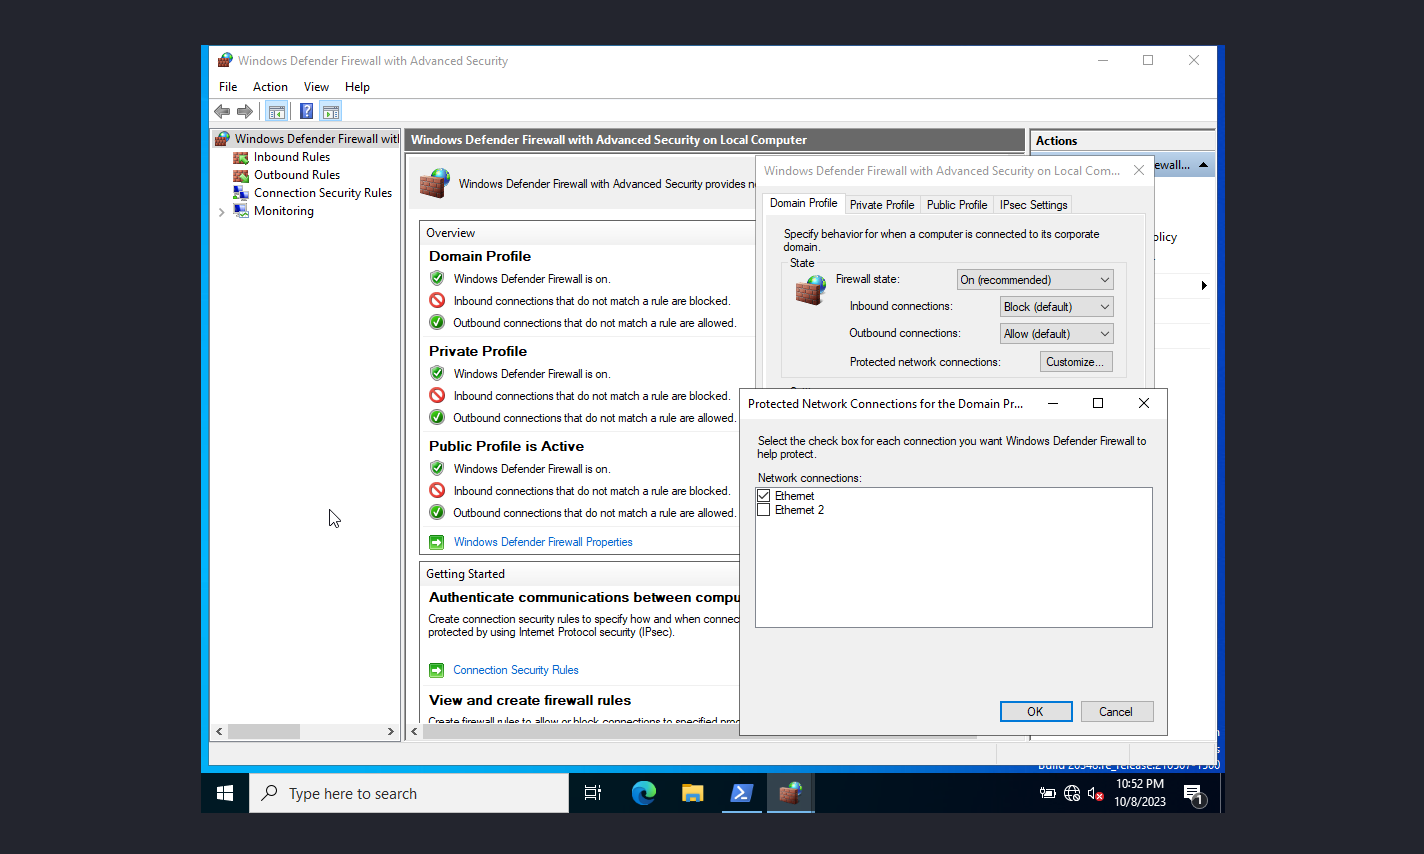 Windows Defender Firewall with Advanced Security
File Action View Help
Windows Defender Firewall wit
Inbound Rules
Outbound Rules
Connection Security Rules
Monitoring
Windows Defender Firewall with Advanced Security on Local Computer
Windows Defender Firewall with Advanced Security provides
Overview
Domain Profile
Windows Defender Firewall is on.
Inbound connections that do not match a rule are blocked.
Outbound connections that do not match a rule are allowed.
Private Profile
Windows Defender Firewall is on.
Inbound connections that do not match a rule are blocked.
Outbound connections that do not match a rule are allowed.
Public Profile is Active
Windows Defender Firewall is on.
Inbound connections that do not match a rule are blocked.
Outbound connections that do not match a rule are allowed.
Windows Defender Firewall Properties
Getting Started
Authenticate communications between compu
Create connection security rules to specify how and when connec
protected by using Internet Protocol security (IPsec).
Connection Security Rules
View and create firewall rules
Create firewall rules to allow or block connections to specified
Actions
ewall...
olicy
Windows Defender Firewall with Advanced Security on Local Com...
Domain Profile Private Profile Public Profile IPsec Settings
Specify behavior for when a computer is connected to its corporate
domain.
State
Firewall state: On (recommended)
Inbound connections: Block (default)
Outbound connections: Allow (default)
Protected network connections: Customize...
Protected Network Connections for the Domain Pr...
Select the check box for each connection you want Windows Defender Firewall to
help protect.
Network connections:
Ethernet
Ethernet 2
OK Cancel
Type here to search
10:52 PM
10/8/2023
1